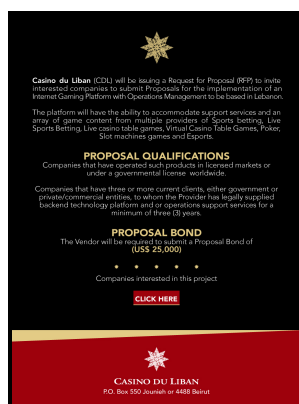 Casino du Liban (CDL) will be issuing a Request for Proposal (RFP) to invite
interested companies to submit Proposals for the implementation of an
Internet Gaming Platform with Operations Management to be based in Lebanon.
The platform will have the ability to accommodate support services and an
array of game content from multiple providers of Sports betting, Live
Sports Betting, Live casino table games, Virtual Casino Table Games, Poker,
Slot machines games and Esports.
PROPOSAL QUALIFICATIONS
Companies that have operated such products in licensed markets or
under a governmental license worldwide.
Companies that have three or more current clients, either government or
private/commercial entities, to whom the Provider has legally supplied
backend technology platform and or operations support services for a
minimum of three (3) years.
PROPOSAL BOND
The Vendor will be required to submit a Proposal Bond of
(US$ 25,000)
Companies interested in this project
CLICK HERE
CASINO DU LIBAN
P.O. Box 550 Jounieh or 4488 Beirut